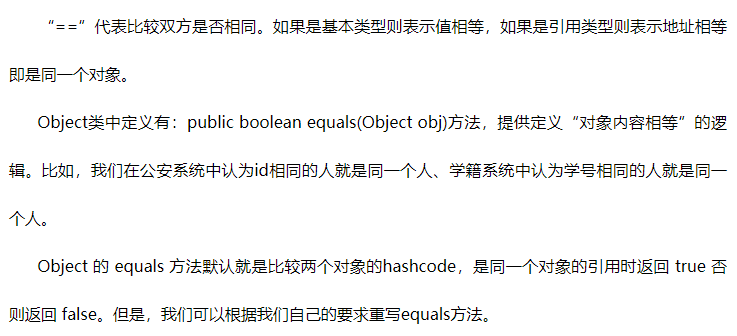 “==”代表比较双方是否相同。如果是基本类型则表示值相等，如果是引用类型则表示地址相等
即是同一个对象。
Object类中定义有：public boolean equals(Object obj)方法，提供定义“对象内容相等”的逻
辑。比如，我们在公安系统中认为id相同的人就是同一个人、学籍系统中认为学号相同的人就是同一
个人。
Object 的 equals 方法默认就是比较两个对象的hashcode，是同一个对象的引用时返回 true 否
则返回 false。但是，我们可以根据我们自己的要求重写equals方法。